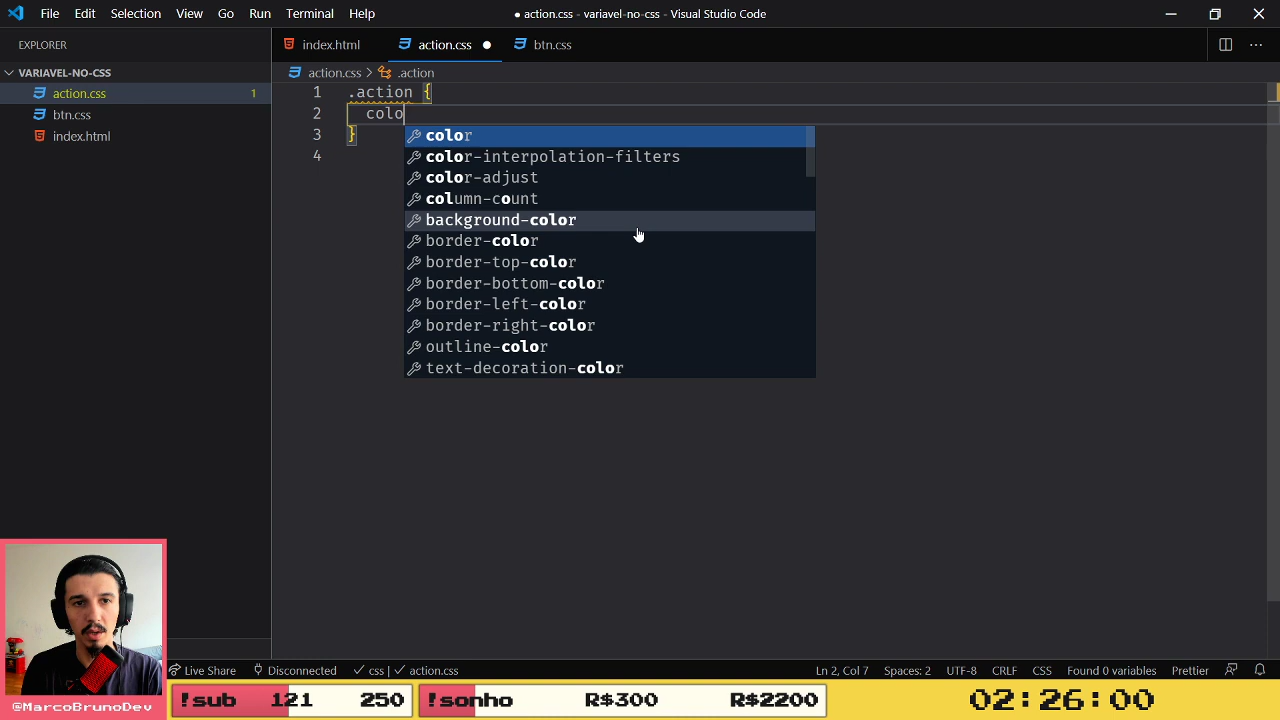 File Edit Selection View Go Run Terminal Help
● action.css - variavel-no-css - Visual Studio Code
EXPLORER
VARIAVEL-NO-CSS
action.css 1
btn.css
index.html
index.html action.css btn.css
action.css > .action
1 .action {
2 colo
3 }
4
color
color-interpolation-filters
color-adjust
column-count
background-color
border-color
border-top-color
border-bottom-color
border-left-color
border-right-color
outline-color
text-decoration-color
@MarcoBrunoDev
Live Share Disconnected css | action.css Ln 2, Col 7 Spaces: 2 UTF-8 CRLF CSS Found 0 variables Prettier
!sub 121 250 !sonho R$300 R$2200 02:26:00